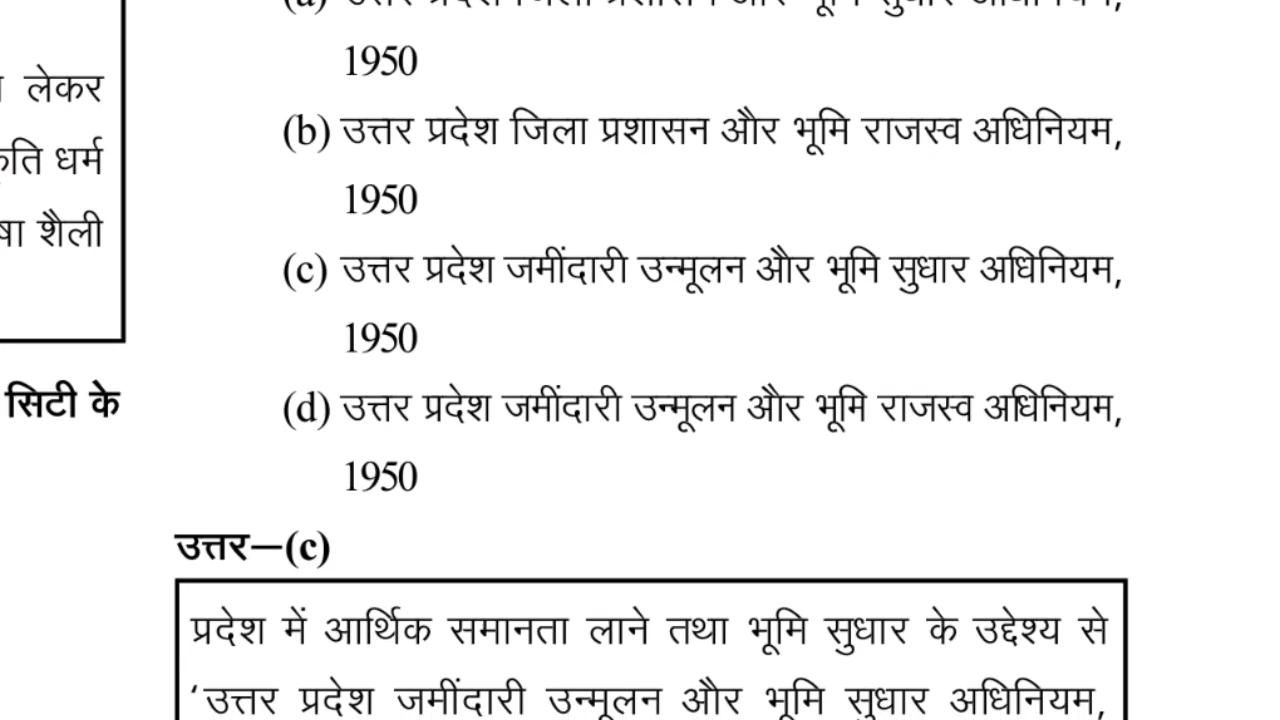 लेकर
धर्म
शैली
सिटी के
1950
(b) उत्तर प्रदेश जिला प्रशासन और भूमि राजस्व अधिनियम,
1950
(c) उत्तर प्रदेश जमींदारी उन्मूलन और भूमि सुधार अधिनियम,
1950
(d) उत्तर प्रदेश जमींदारी उन्मूलन और भूमि राजस्व अधिनियम,
1950
उत्तर—(c)
प्रदेश में आर्थिक समानता लाने तथा भूमि सुधार के उद्देश्य से
‘उत्तर प्रदेश जमींदारी उन्मूलन और भूमि सुधार अधिनियम,